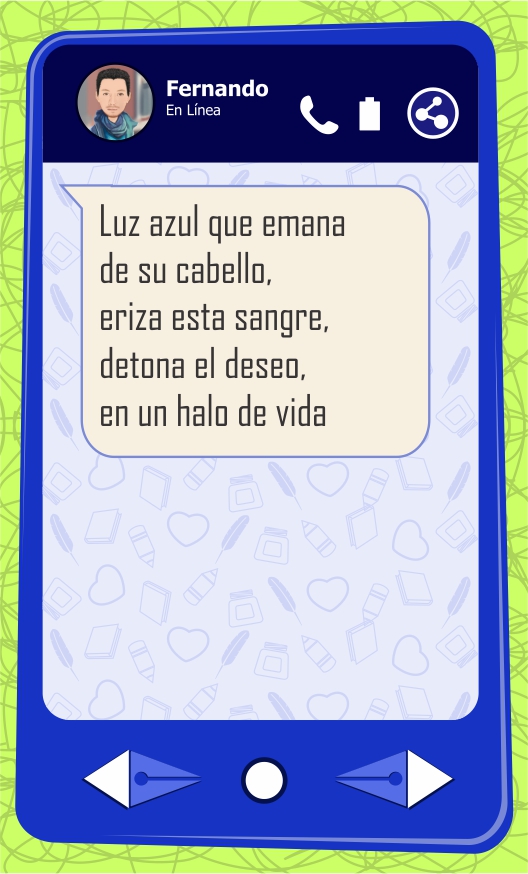 Fernando
En Línea
Luz azul que emana
de su cabello,
eriza esta sangre,
detona el deseo,
en un halo de vida